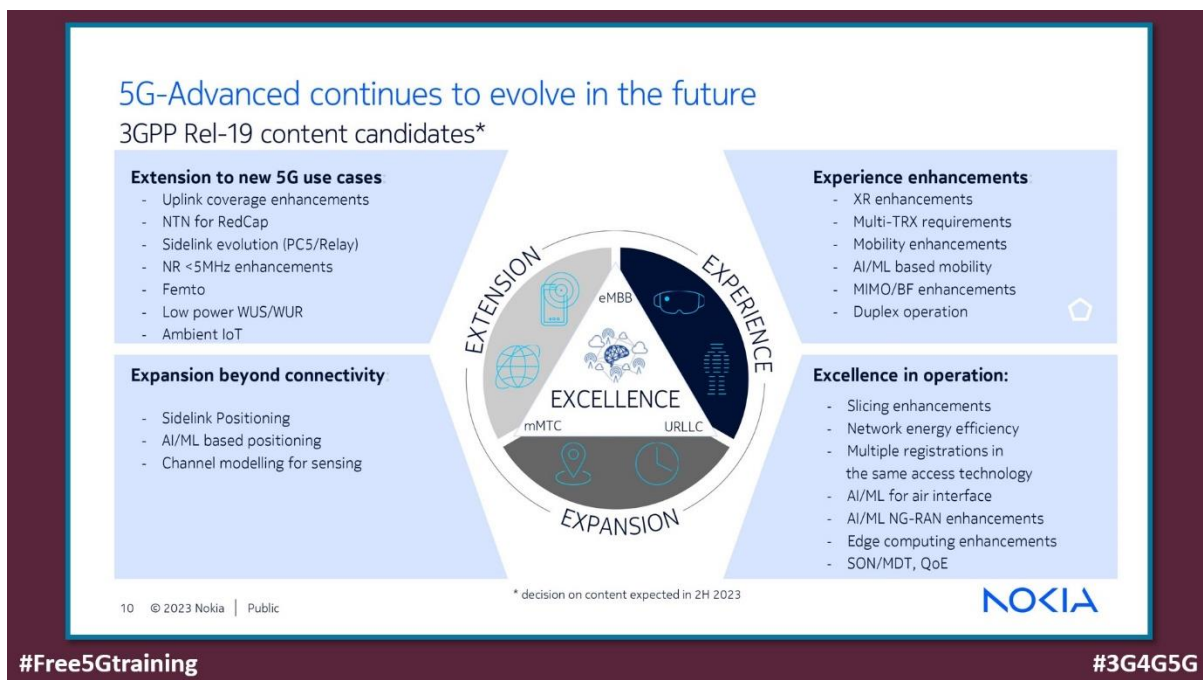 5G-Advanced continues to evolve in the future
3GPP Rel-19 content candidates*
Extension to new 5G use cases:
- Uplink coverage enhancements
- NTN for RedCap
- Sidelink evolution (PC5/Relay)
- NR <5MHz enhancements
- Femto
- Low power WUS/WUR
- Ambient IoT
Experience enhancements:
- XR enhancements
- Multi-TRX requirements
- Mobility enhancements
- AI/ML based mobility
- MIMO/BF enhancements
- Duplex operation
Expansion beyond connectivity:
- Sidelink Positioning
- AI/ML based positioning
- Channel modelling for sensing
Excellence in operation:
- Slicing enhancements
- Network energy efficiency
- Multiple registrations in
the same access technology
- AI/ML for air interface
- AI/ML NG-RAN enhancements
- Edge computing enhancements
- SON/MDT, QoE
EXTENSION
EXPERIENCE
eMBB
EXCELLENCE
mMTC
URLLC
EXPANSION
* decision on content expected in 2H 2023
10 © 2023 Nokia | Public
NOKIA
#Free5Gtraining
#3G4G5G